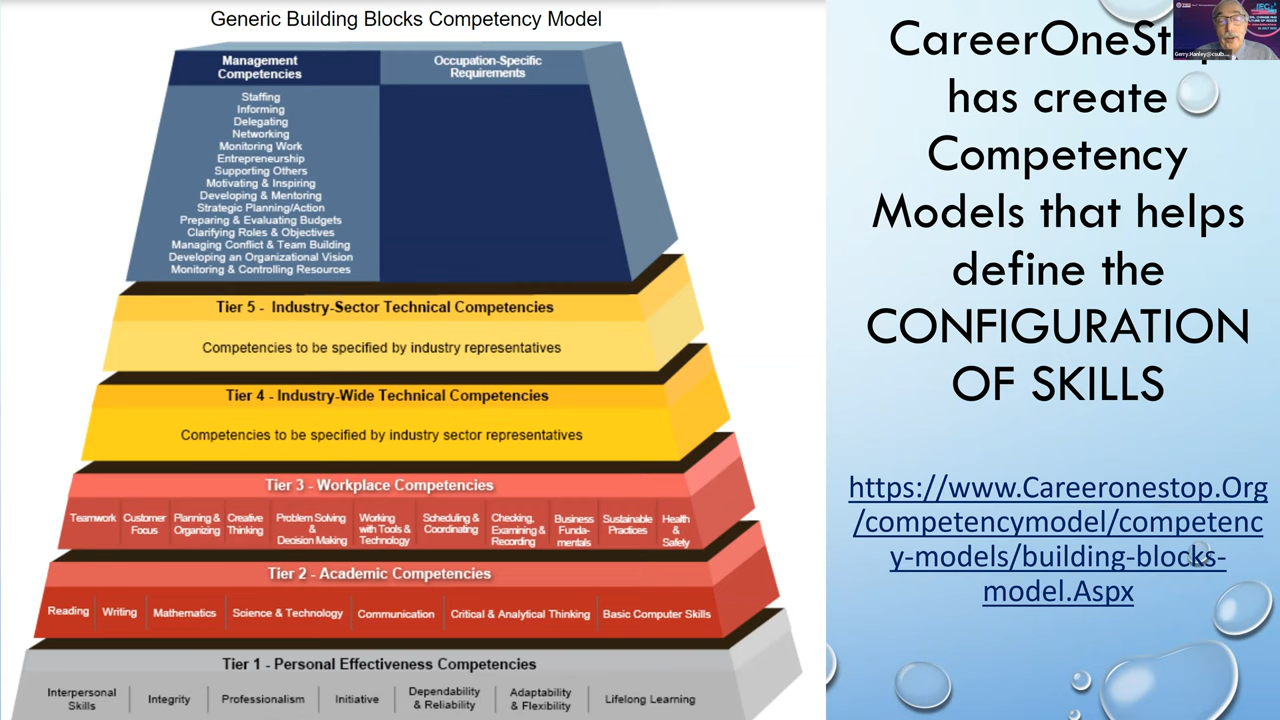 Generic Building Blocks Competency Model
Management
Competencies
Staffing
Informing
Delegating
Networking
Monitoring Work
Entrepreneurship
Supporting Others
Motivating & Inspiring
Developing & Mentoring
Strategic Planning/Action
Preparing & Evaluating Budgets
Clarifying Roles & Objectives
Managing Conflict & Team Building
Developing an Organizational Vision
Monitoring & Controlling Resources
Occupation-Specific
Requirements
Tier 5 - Industry-Sector Technical Competencies
Competencies to be specified by industry representatives
Tier 4 - Industry-Wide Technical Competencies
Competencies to be specified by industry sector representatives
Tier 3 - Workplace Competencies
Teamwork
Customer
Focus
Planning &
Organizing
Creative
Thinking
Problem Solving
&
Decision Making
Working
with Tools &
Technology
Scheduling &
Coordinating
Checking,
Examining &
Recording
Business
Funda-
mentals
Sustainable
Practices
Health
&
Safety
Tier 2 - Academic Competencies
Reading
Writing
Mathematics
Science & Technology
Communication
Critical & Analytical Thinking
Basic Computer Skills
Tier 1 - Personal Effectiveness Competencies
Interpersonal
Skills
Integrity
Professionalism
Initiative
Dependability
& Reliability
Adaptability
& Flexibility
Lifelong Learning
CareerOneSt
has create
Competency
Models that helps
define the
CONFIGURATION
OF SKILLS
https://www.Careeronestop.Org
/competencymodel/competenc
y-models/building-blocks-
model.Aspx
IEC
Gerry.Hanley@csulb...